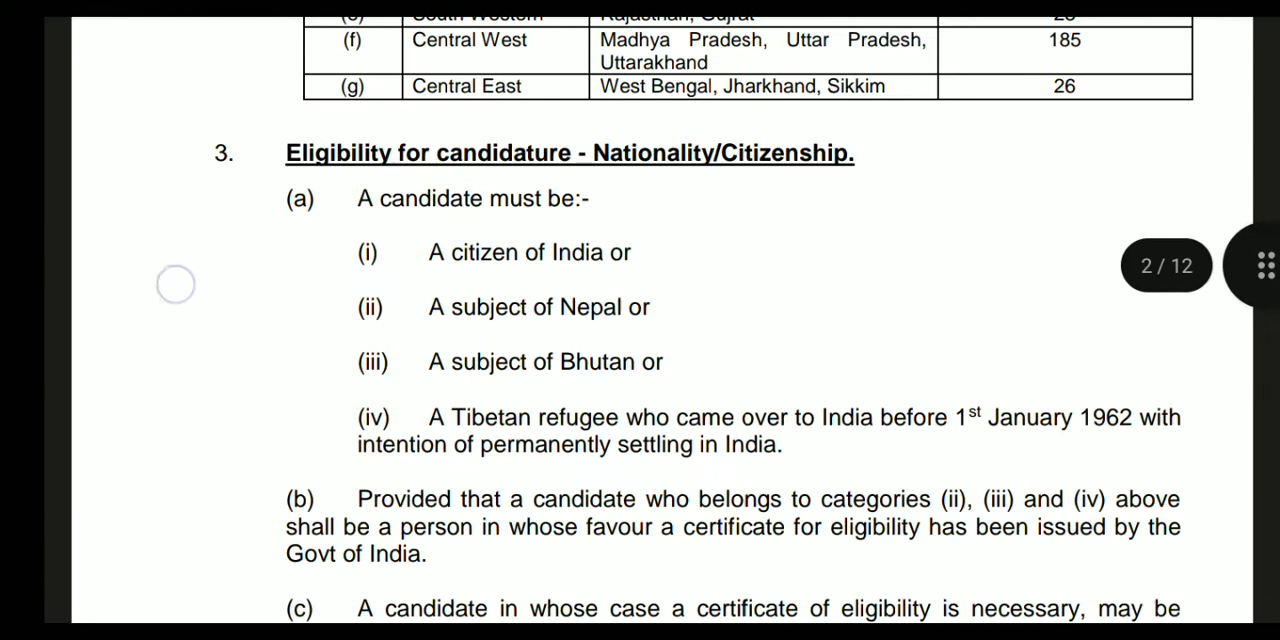 (f) Central West Madhya Pradesh, Uttar Pradesh, 185
Uttarakhand
(g) Central East West Bengal, Jharkhand, Sikkim 26
3. Eligibility for candidature - Nationality/Citizenship.
(a) A candidate must be:-
(i) A citizen of India or
(ii) A subject of Nepal or
2 / 12
(iii) A subject of Bhutan or
(iv) A Tibetan refugee who came over to India before 1st January 1962 with
intention of permanently settling in India.
(b) Provided that a candidate who belongs to categories (ii), (iii) and (iv) above
shall be a person in whose favour a certificate for eligibility has been issued by the
Govt of India.
(c) A candidate in whose case a certificate of eligibility is necessary, may be